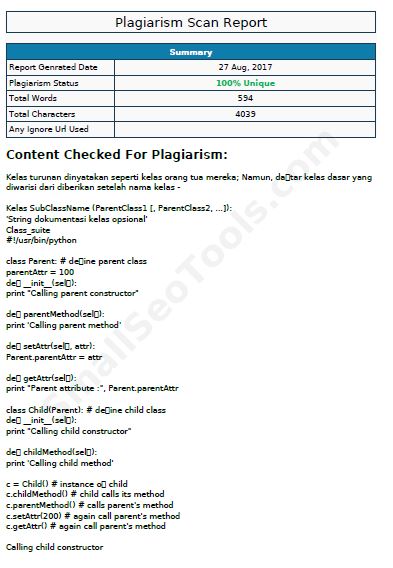 Plagiarism Scan Report
Summary
Report Genrated Date 27 Aug, 2017
Plagiarism Status 100% Unique
Total Words 594
Total Characters 4039
Any Ignore Url Used
Content Checked For Plagiarism:
Kelas turunan dinyatakan seperti kelas orang tua mereka; Namun, da▯tar kelas dasar yang
diwarisi dari diberikan setelah nama kelas -
Kelas SubClassName (ParentClass1 [, ParentClass2, ...]):
'String dokumentasi kelas opsional'
Class_suite
#!/usr/bin/python
class Parent: # de▯ine parent class
parentAttr = 100
de▯ __init__(sel▯):
print "Calling parent constructor"
de▯ parentMethod(sel▯):
print 'Calling parent method'
de▯ setAttr(sel▯, attr):
Parent.parentAttr = attr
de▯ getAttr(sel▯):
print "Parent attribute :", Parent.parentAttr
class Child(Parent): # de▯ine child class
de▯ __init__(sel▯):
print "Calling child constructor"
de▯ childMethod(sel▯):
print 'Calling child method'
c = Child() # instance o▯ child
c.childMethod() # child calls its method
c.parentMethod() # calls parent's method
c.setAttr(200) # again call parent's method
c.getAttr() # again call parent's method
Calling child constructor
SmallSeoTools.com